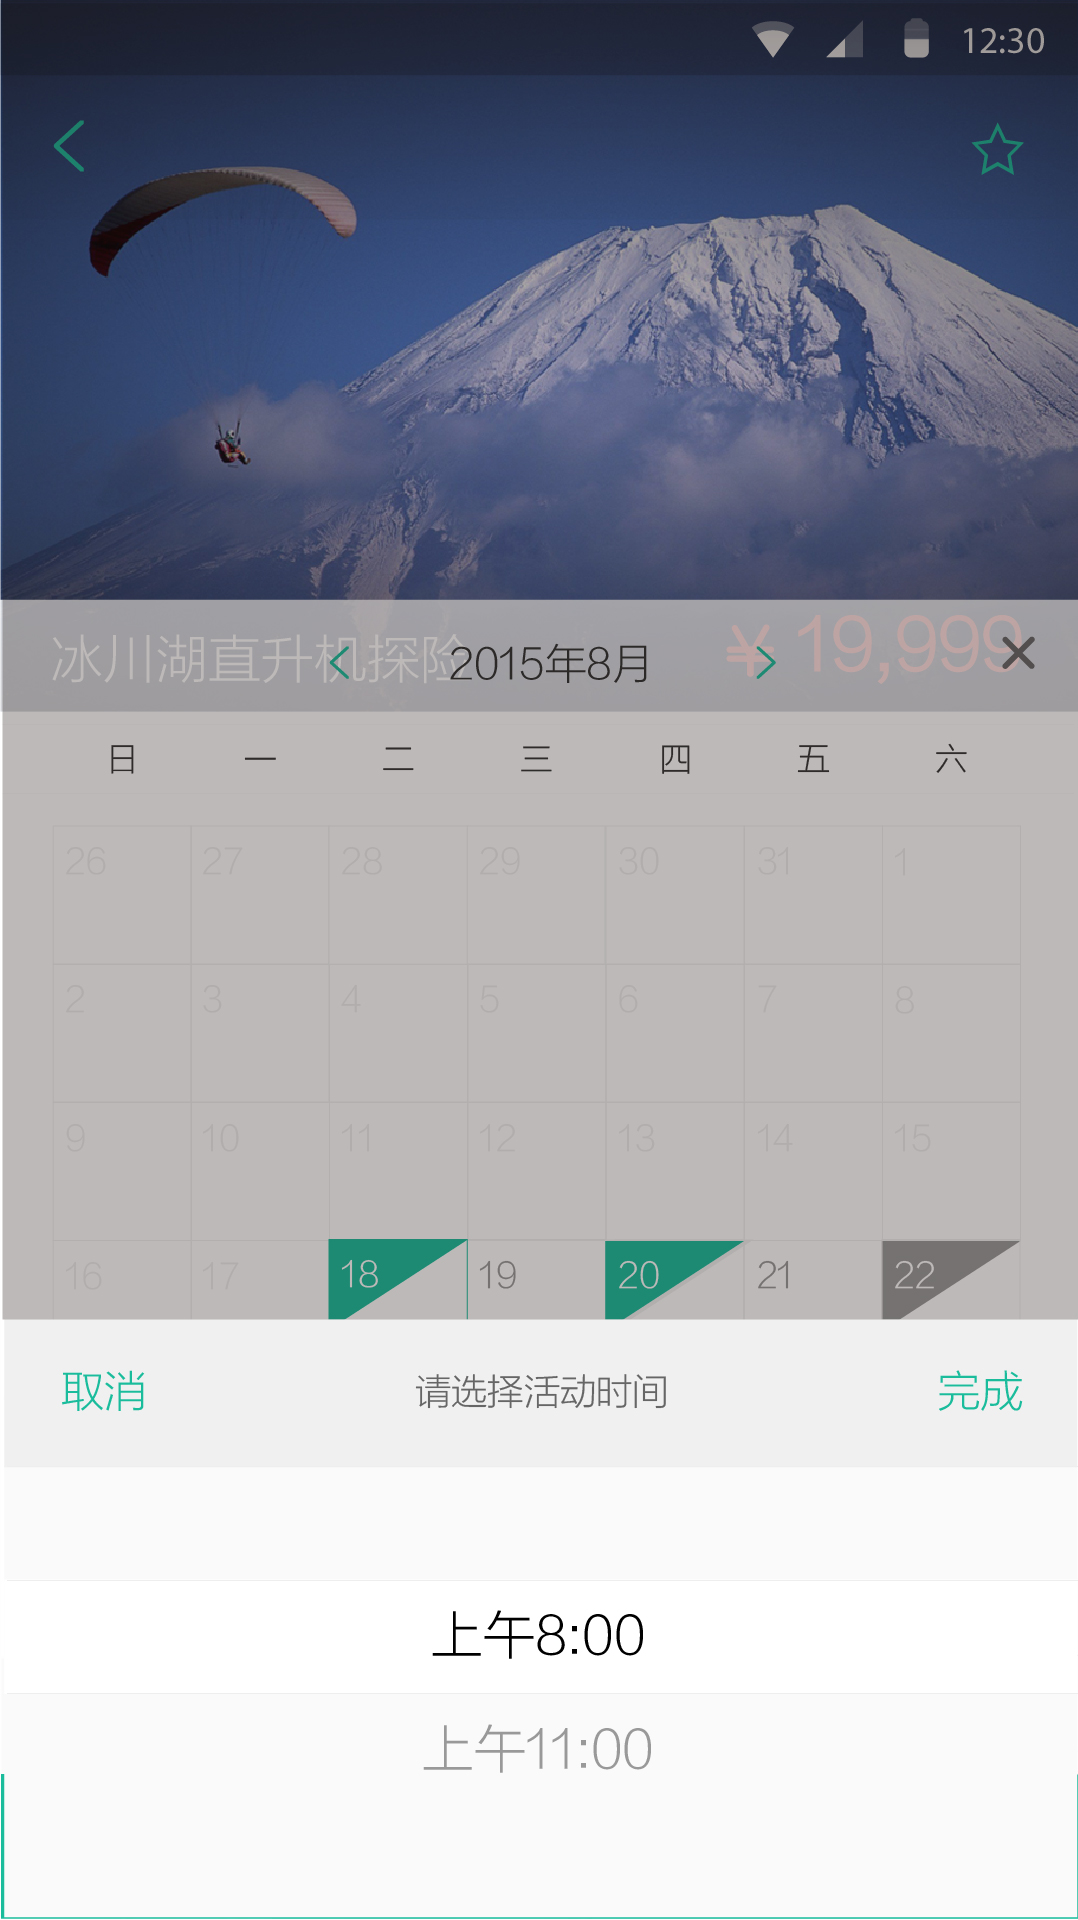 12:30
冰川湖直升机探险 ¥19,999
2015年8月
日 一 二 三 四 五 六
26 27 28 29 30 31 1
2 3 4 5 6 7 8
9 10 11 12 13 14 15
16 17 18 19 20 21 22
取消 请选择活动时间 完成
上午8:00
上午11:00